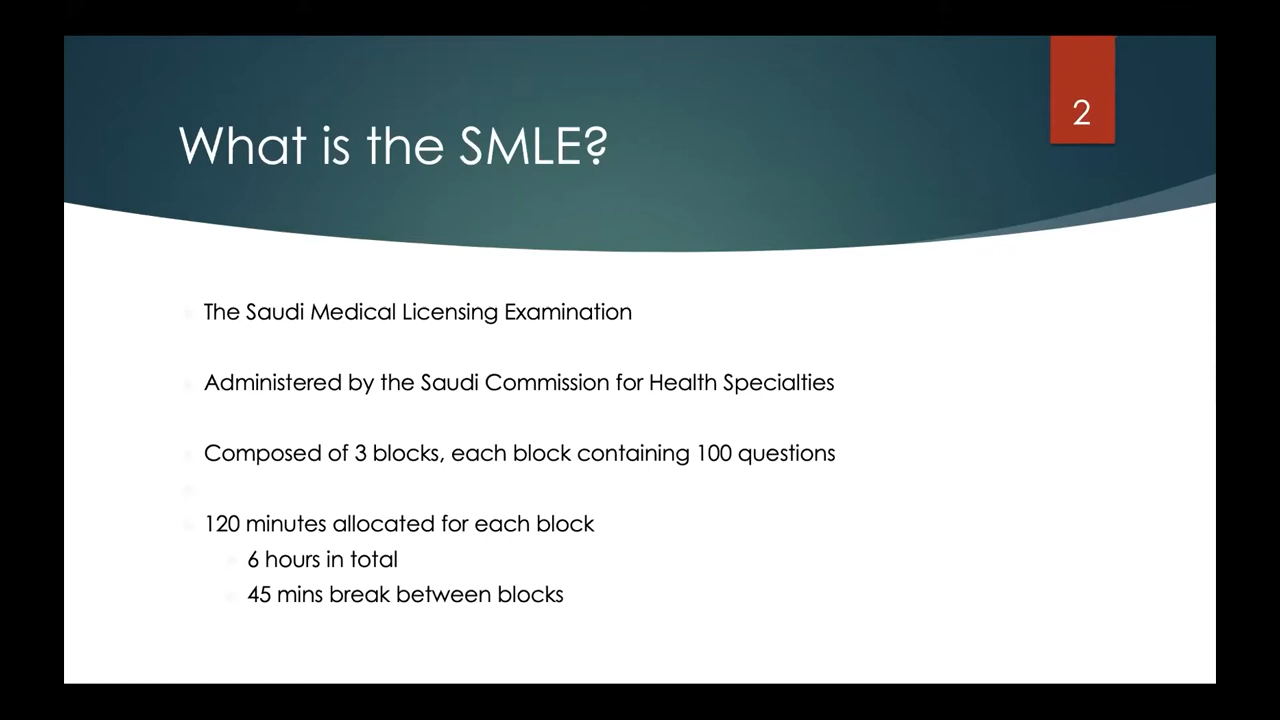 2
What is the SMLE?
The Saudi Medical Licensing Examination
Administered by the Saudi Commission for Health Specialties
Composed of 3 blocks, each block containing 100 questions
120 minutes allocated for each block
6 hours in total
45 mins break between blocks